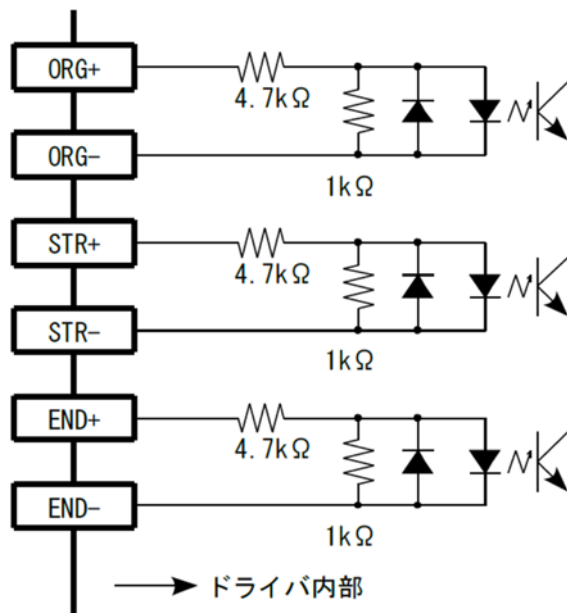 ORG+
4.7kΩ
ORG-
1kΩ
STR+
4.7kΩ
STR-
1kΩ
END+
4.7kΩ
END-
1kΩ
ドライバ内部